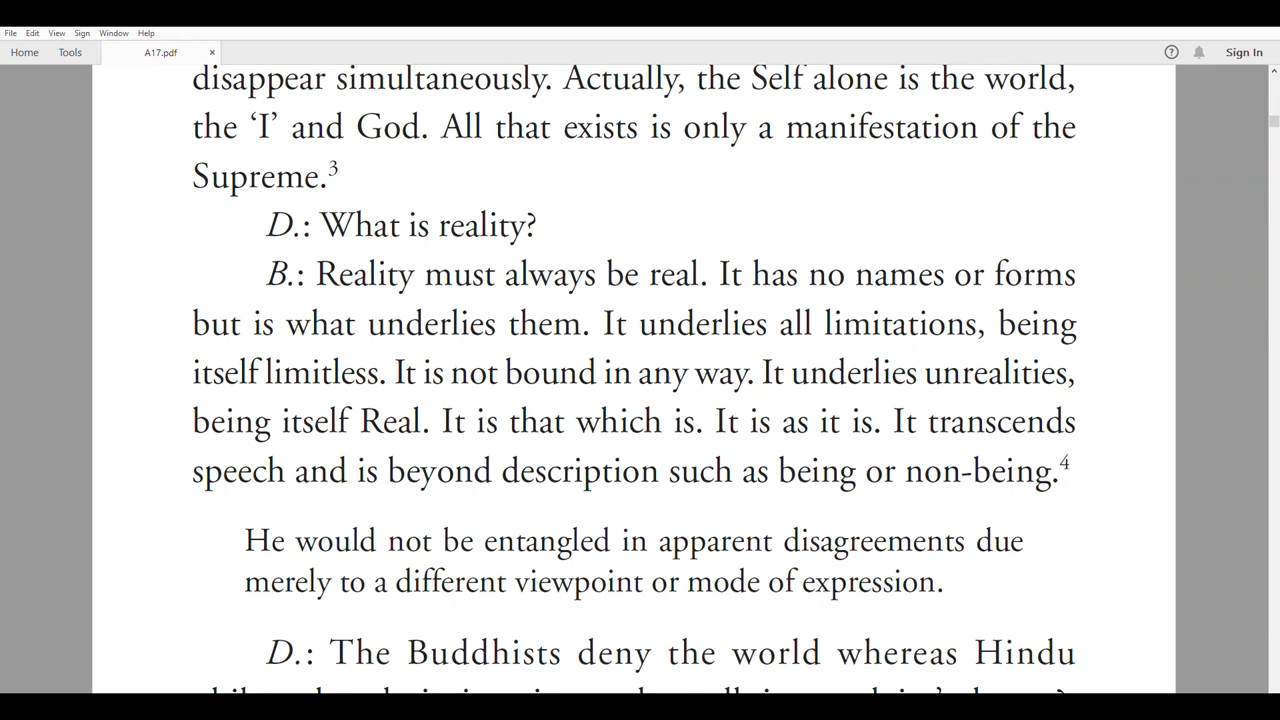 File Edit View Sign Window Help
Home Tools A17.pdf × ? Sign In
disappear simultaneously. Actually, the Self alone is the world,
the ‘I’ and God. All that exists is only a manifestation of the
Supreme.3
D.: What is reality?
B.: Reality must always be real. It has no names or forms
but is what underlies them. It underlies all limitations, being
itself limitless. It is not bound in any way. It underlies unrealities,
being itself Real. It is that which is. It is as it is. It transcends
speech and is beyond description such as being or non-being.4
He would not be entangled in apparent disagreements due
merely to a different viewpoint or mode of expression.
D.: The Buddhists deny the world whereas Hindu